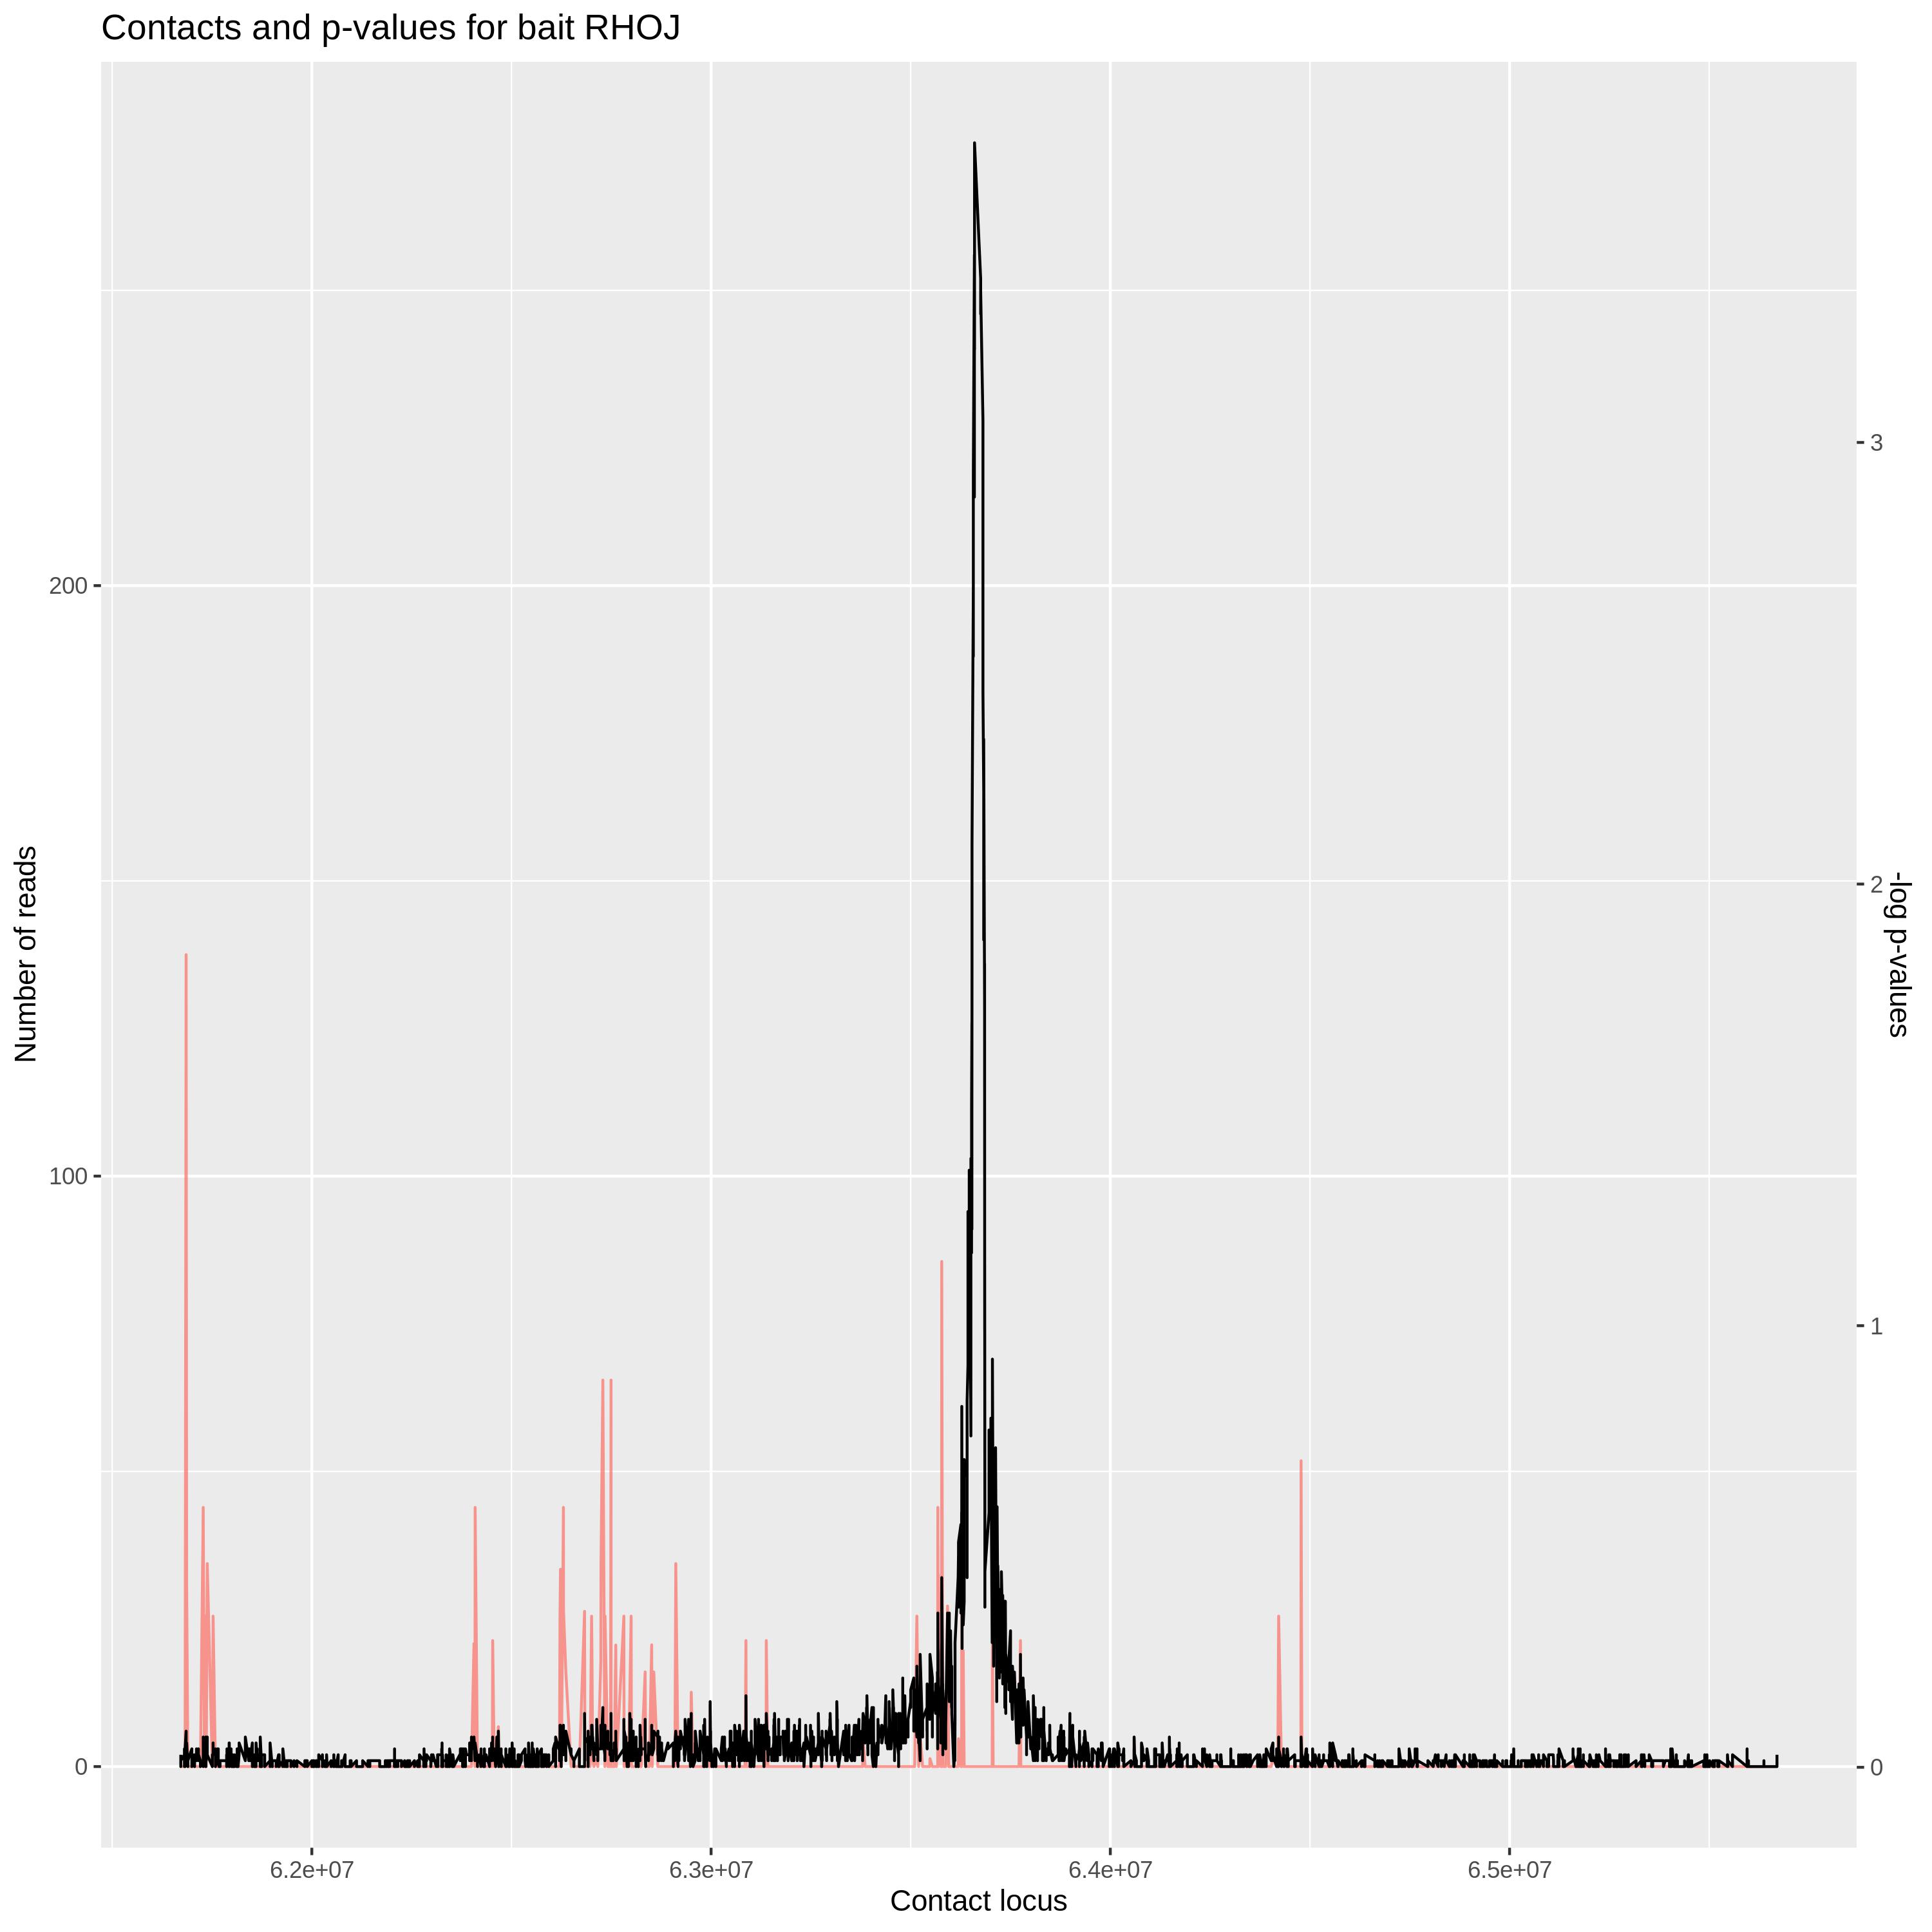 Contacts and p-values for bait RHOJ
Number of reads
200
100
0
3
2
1
0
-log p-values
6.2e+07
6.3e+07
6.4e+07
6.5e+07
Contact locus